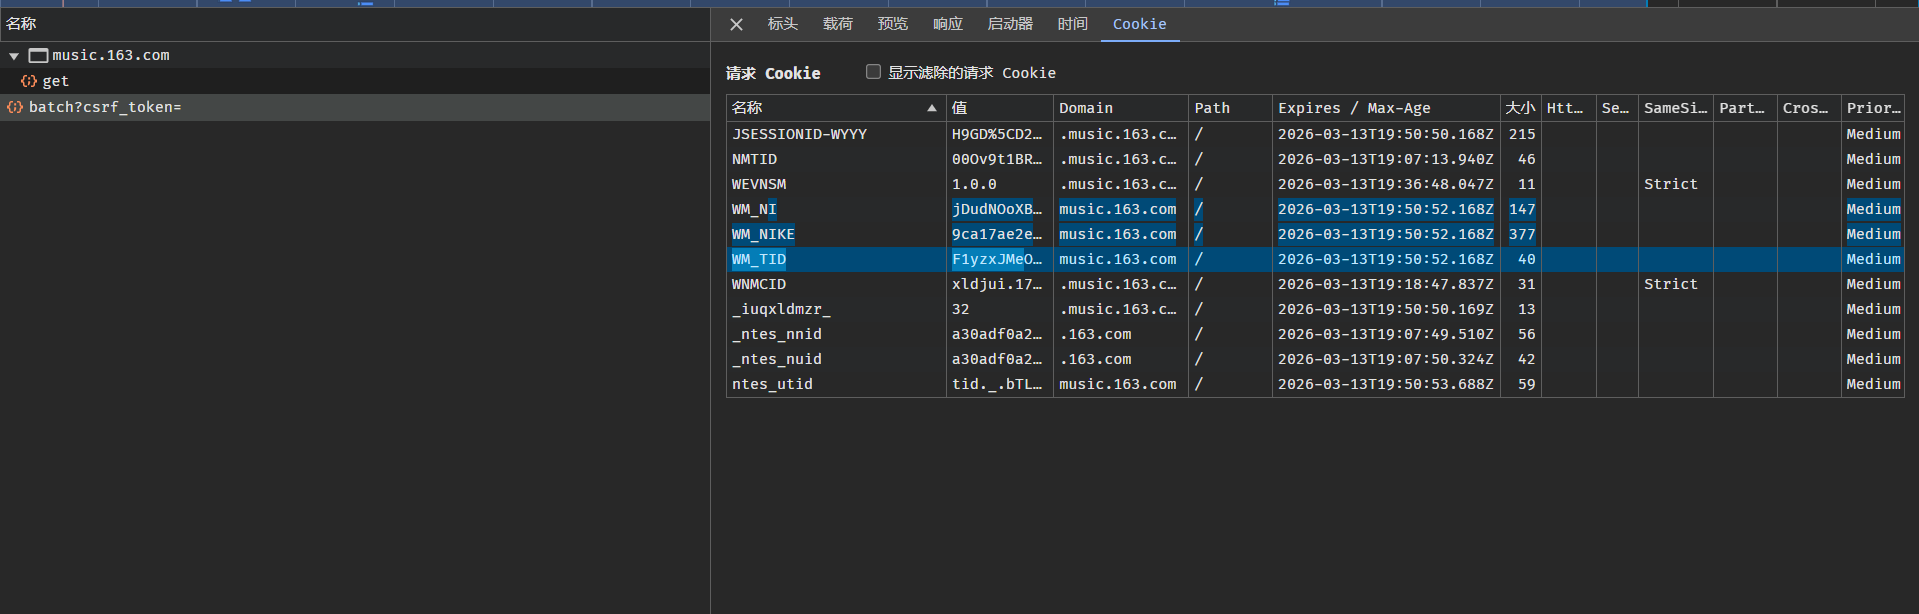 名称
标头 载荷 预览 响应 启动器 时间 Cookie
music.163.com
get
batch?csrf_token=
请求 Cookie 显示滤除的请求 Cookie
名称 值 Domain Path Expires / Max-Age 大小 Htt... Se... SameSi... Part... Cros... Prior...
JSESSIONID-WYYY H9GD%5CD2... .music.163.c... / 2026-03-13T19:50:50.168Z 215 Medium
NMTID 00Ov9t1BR... .music.163.c... / 2026-03-13T19:07:13.940Z 46 Medium
WEVNSM 1.0.0 .music.163.c... / 2026-03-13T19:36:48.047Z 11 Strict Medium
WM_NI jDudNOoXB... music.163.com / 2026-03-13T19:50:52.168Z 147 Medium
WM_NIKE 9ca17ae2e... music.163.com / 2026-03-13T19:50:52.168Z 377 Medium
WM_TID F1yzxJMeO... music.163.com / 2026-03-13T19:50:52.168Z 40 Medium
WNMCID xldjui.17... .music.163.c... / 2026-03-13T19:18:47.837Z 31 Strict Medium
_iuqxldmzr_ 32 .music.163.c... / 2026-03-13T19:50:50.169Z 13 Medium
_ntes_nnid a30adf0a2... .163.com / 2026-03-13T19:07:49.510Z 56 Medium
_ntes_nuid a30adf0a2... .163.com / 2026-03-13T19:07:50.324Z 42 Medium
ntes_utid tid._.bTL... music.163.com / 2026-03-13T19:50:53.688Z 59 Medium